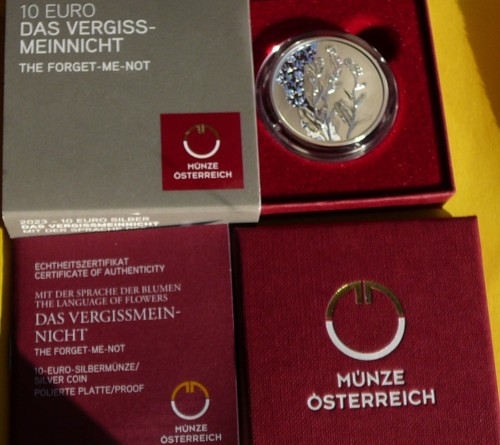 10 EURO
DAS VERGISS-
MEINNICHT
THE FORGET-ME-NOT
MÜNZE
ÖSTERREICH
2023 - 10 EURO SILBER
DAS VERGISSMEINNICHT
MIT DER SPRACHE
ECHTHEITSZERTIFIKAT
CERTIFICATE OF AUTHENTICITY
MIT DER SPRACHE DER BLUMEN
THE LANGUAGE OF FLOWERS
DAS VERGISSMEIN-
NICHT
THE FORGET-ME-NOT
10-EURO-SILBERMÜNZE/
SILVER COIN
POLIERTE PLATTE/PROOF
MÜNZE
ÖSTERREICH
MÜNZE
ÖSTERREICH